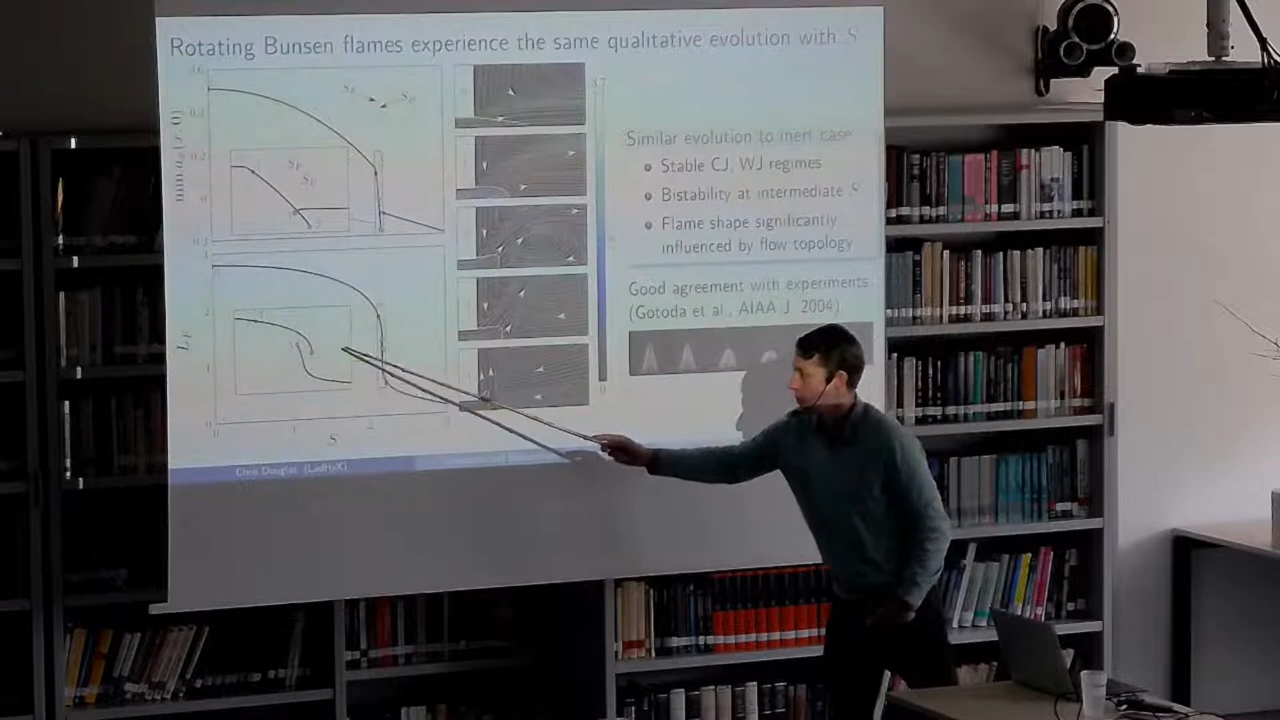 Rotating Bunsen flames experience the same qualitative evolution with S
Similar evolution to inert case
Stable CJ, WJ regimes
Bistability at intermediate S
Flame shape significantly
influenced by flow topology
Good agreement with experiments
(Gotoda et al., AIAA J. 2004)
S
Chris Douglas (LadHyX)